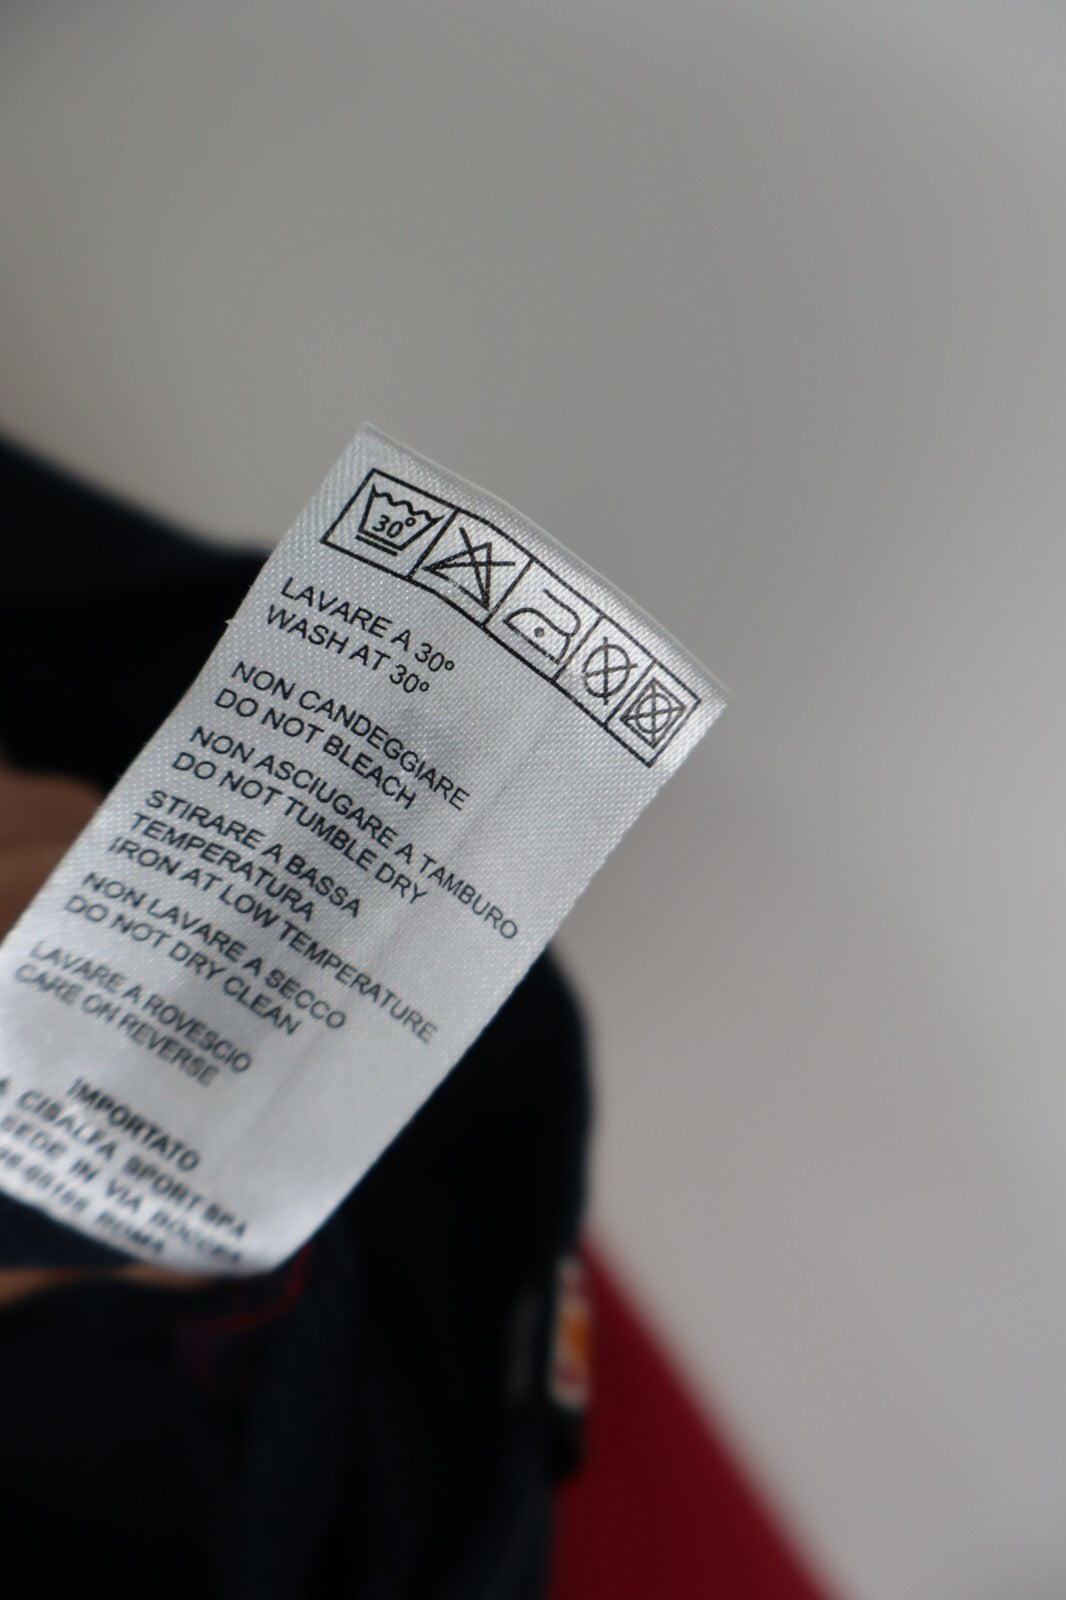 30°
LAVARE A 30°
WASH AT 30°
NON CANDEGGIARE
DO NOT BLEACH
NON ASCIUGARE A TAMBURO
DO NOT TUMBLE DRY
STIRARE A BASSA
TEMPERATURA
IRON AT LOW TEMPERATURE
NON LAVARE A SECCO
DO NOT DRY CLEAN
LAVARE A ROVESCIO
CARE ON REVERSE
IMPORTATO
CISALFA SPORT SPA
SEDE IN VIA
ROMA